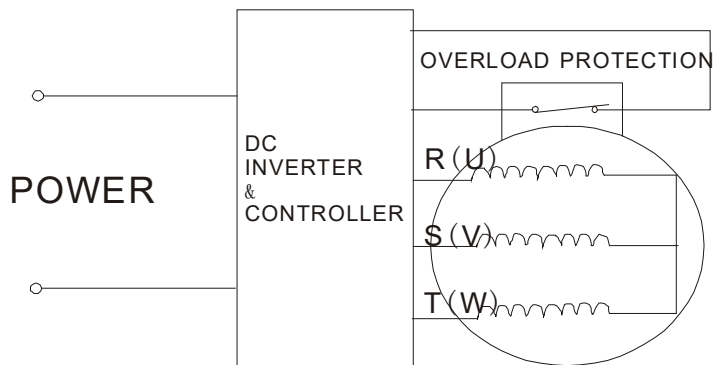 OVERLOAD PROTECTION
DC
INVERTER
&
CONTROLLER
POWER
R(U)
S(V)
T(W)